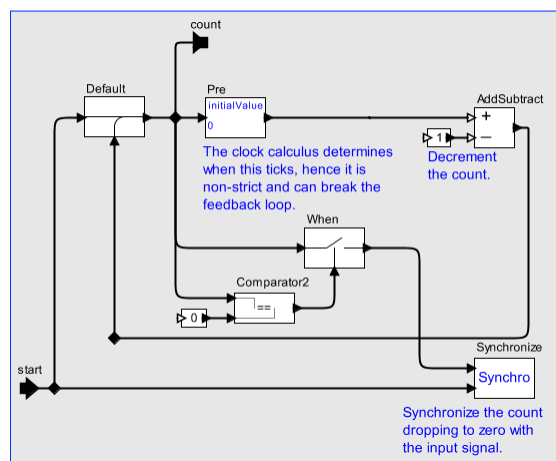 count
Default
Pre
initialValue
0
AddSubtract
+
1
–
The clock calculus determines
when this ticks, hence it is
non-strict and can break the
feedback loop.
Decrement
the count.
When
Comparator2
==
0
start
Synchronize
Synchro
Synchronize the count
dropping to zero with
the input signal.